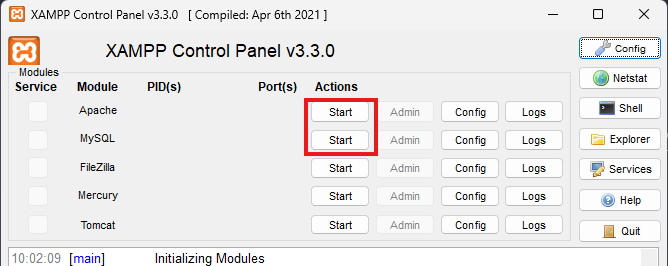 XAMPP Control Panel v3.3.0   [ Compiled: Apr 6th 2021 ]
XAMPP Control Panel v3.3.0
Config
Modules
Service Module PID(s) Port(s) Actions
Netstat
Apache Start Admin Config Logs
Shell
MySQL Start Admin Config Logs
Explorer
FileZilla Start Admin Config Logs
Services
Mercury Start Admin Config Logs
Help
Tomcat Start Admin Config Logs
Quit
10:02:09 [main] Initializing Modules